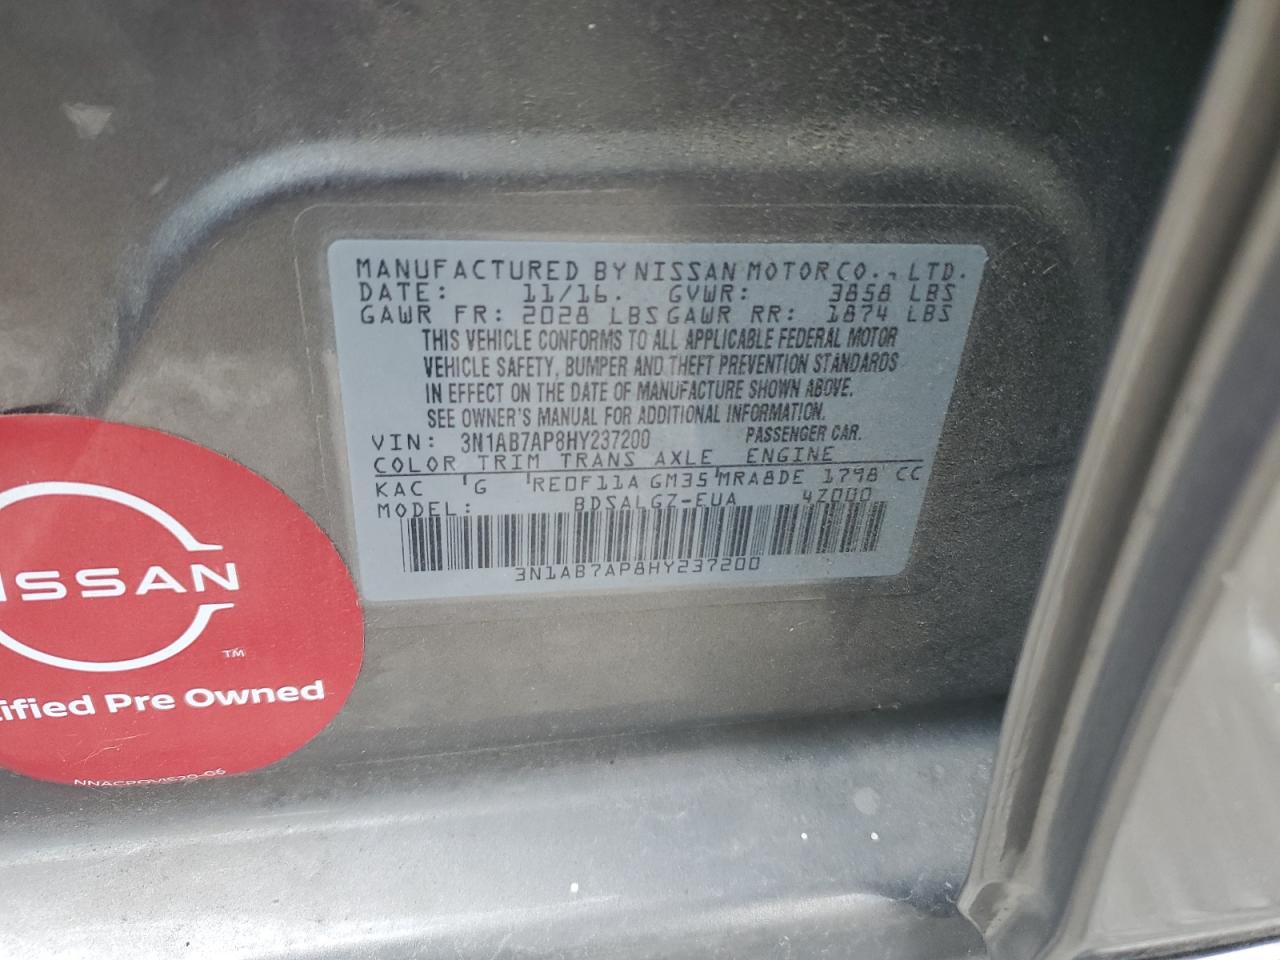 MANUFACTURED BY NISSAN MOTOR CO., LTD.
DATE: 11/16. GVWR: 3858 LBS
GAWR FR: 2028 LBS GAWR RR: 1874 LBS
THIS VEHICLE CONFORMS TO ALL APPLICABLE FEDERAL MOTOR
VEHICLE SAFETY, BUMPER AND THEFT PREVENTION STANDARDS
IN EFFECT ON THE DATE OF MANUFACTURE SHOWN ABOVE.
SEE OWNER'S MANUAL FOR ADDITIONAL INFORMATION.
VIN: 3N1AB7AP8HY237200 PASSENGER CAR.
COLOR TRIM TRANS AXLE ENGINE
KAC G RE0F11A GM35 MRA8DE 1798 CC
MODEL: BDSALGZ-EUA 4Z000
3N1AB7AP8HY237200
ISSAN
TM
ified Pre Owned